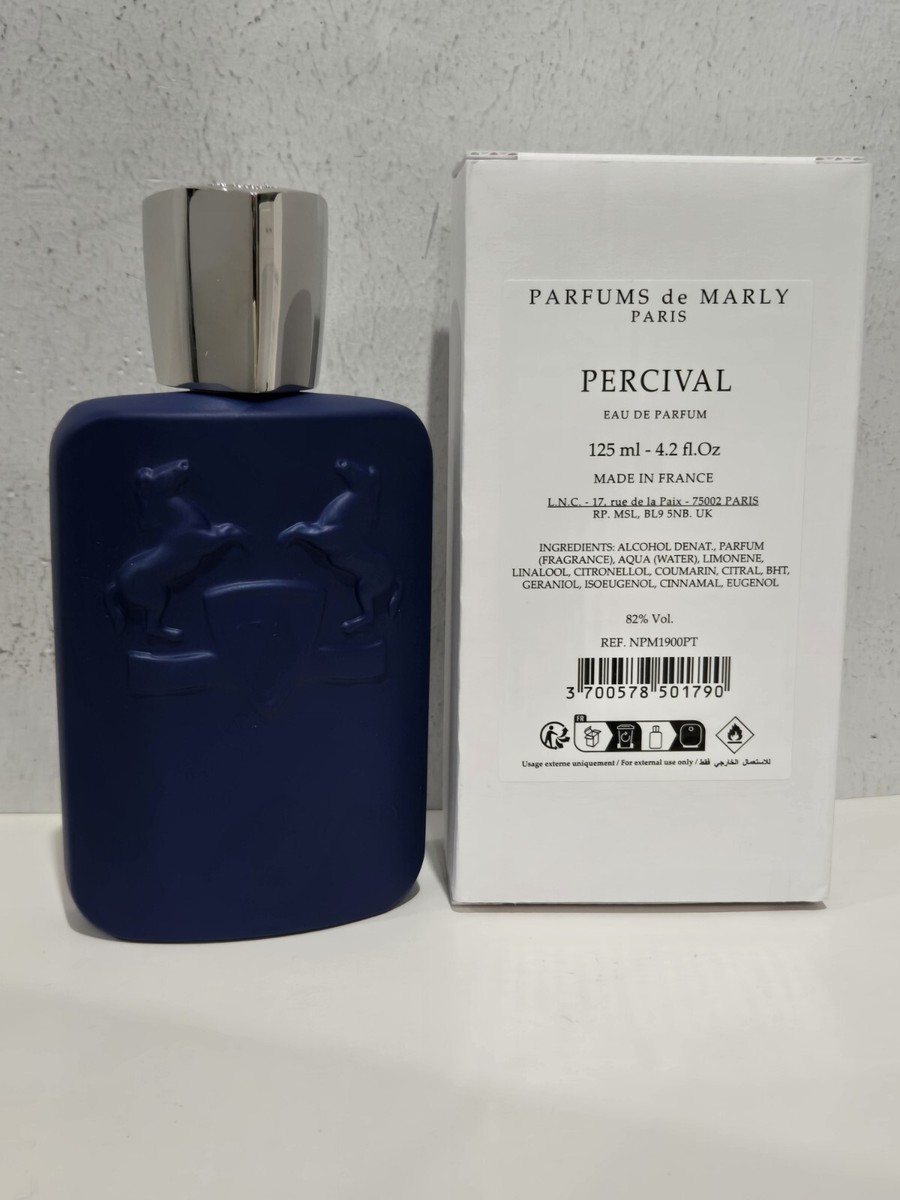 PARFUMS de MARLY
PARIS
PERCIVAL
EAU DE PARFUM
125 ml - 4.2 fl.Oz
MADE IN FRANCE
L.N.C. - 17, rue de la Paix - 75002 PARIS
RP. MSL, BL9 5NB. UK
INGREDIENTS: ALCOHOL DENAT., PARFUM
(FRAGRANCE), AQUA (WATER), LIMONENE,
LINALOOL, CITRONELLOL, COUMARIN, CITRAL, BHT,
GERANIOL, ISOEUGENOL, CINNAMAL, EUGENOL
82% Vol.
REF. NPM1900PT
3 700578 501790
FR
Usage externe uniquement / For external use only / للاستعمال الخارجي فقط